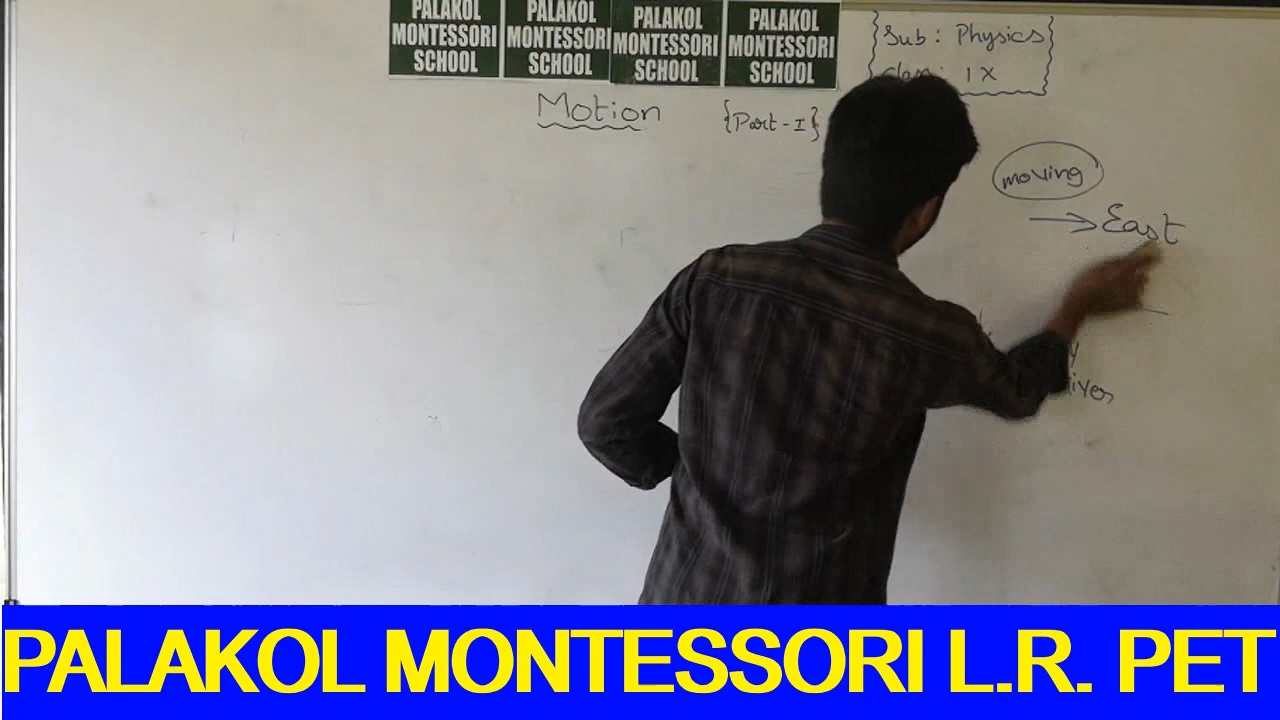 PALAKOL
MONTESSORI
SCHOOL
PALAKOL
MONTESSORI
SCHOOL
PALAKOL
MONTESSORI
SCHOOL
PALAKOL
MONTESSORI
SCHOOL
Sub : Physics
Class: IX
Motion {Part-I}
moving
→ East
PALAKOL MONTESSORI L.R. PET